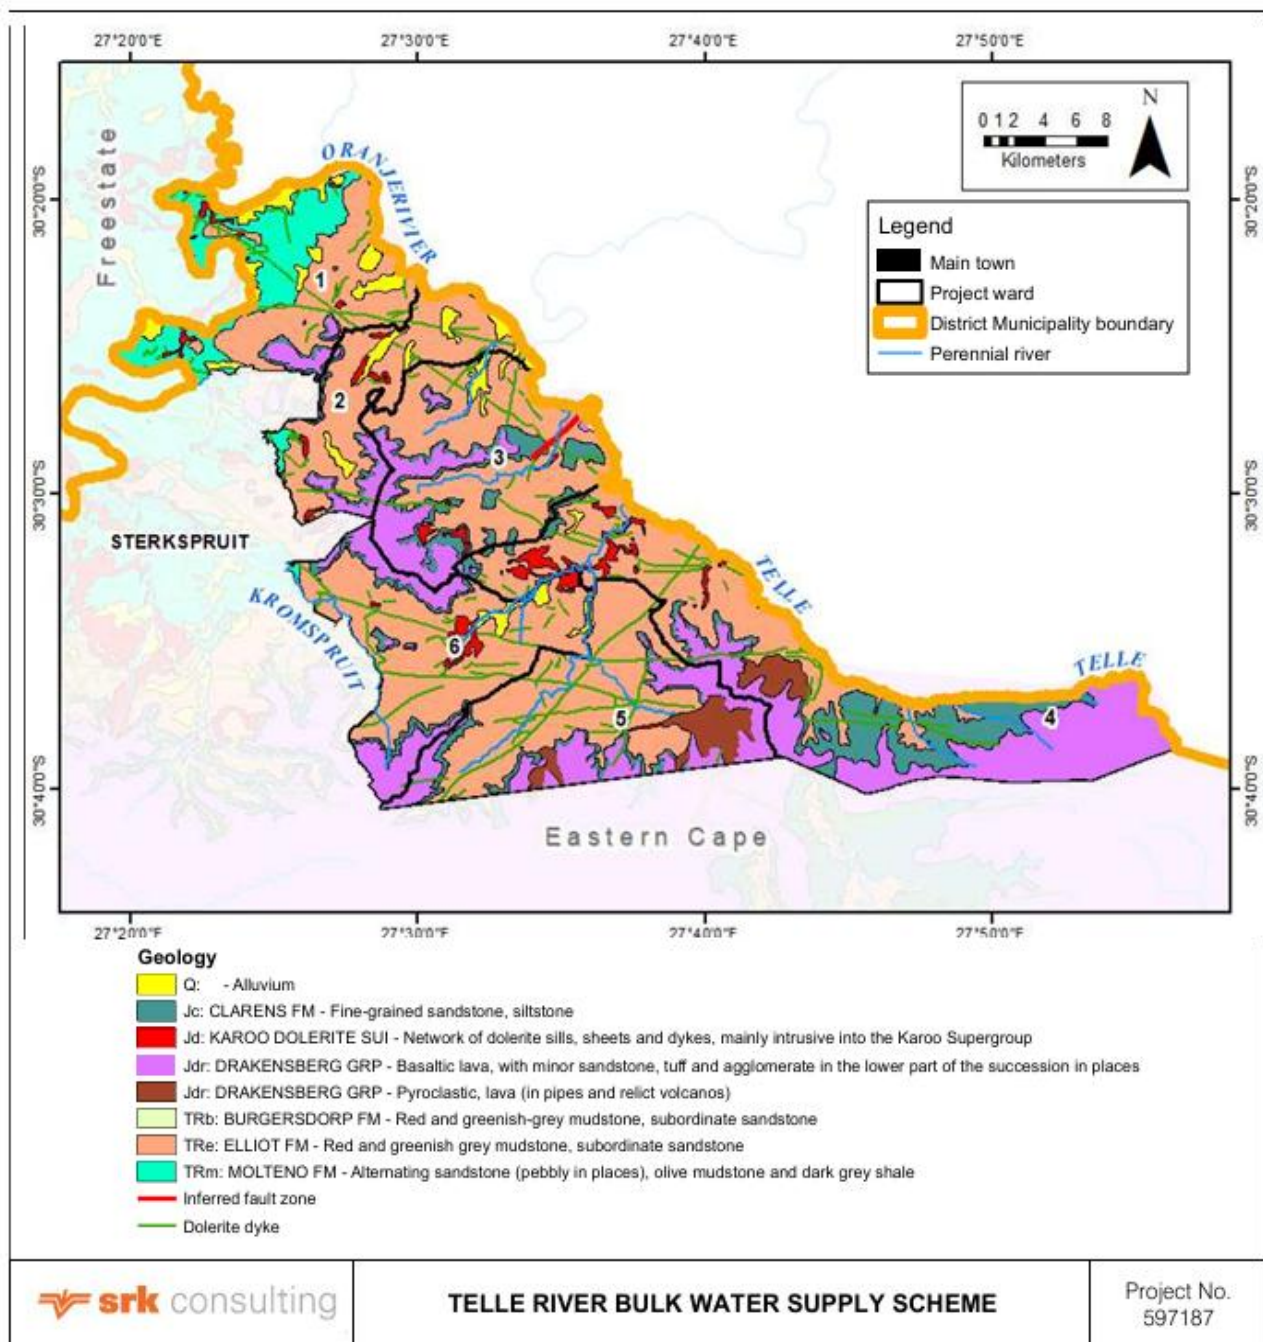 27°20'0"E 27°30'0"E 27°40'0"E 27°50'0"E
N
0 1 2 4 6 8
Kilometers
ORANJERIVIER
Freestate
30°20'0"S 30°20'0"S
Legend
Main town
Project ward
District Municipality boundary
Perennial river
1
2
3
30°30'0"S 30°30'0"S
STERKSPRUIT
TELLE
KROMSPRUIT
6
TELLE
5
4
30°40'0"S 30°40'0"S
Eastern Cape
27°20'0"E 27°30'0"E 27°40'0"E 27°50'0"E
Geology
Q: - Alluvium
Jc: CLARENS FM - Fine-grained sandstone, siltstone
Jd: KAROO DOLERITE SUI - Network of dolerite sills, sheets and dykes, mainly intrusive into the Karoo Supergroup
Jdr: DRAKENSBERG GRP - Basaltic lava, with minor sandstone, tuff and agglomerate in the lower part of the succession in places
Jdr: DRAKENSBERG GRP - Pyroclastic, lava (in pipes and relict volcanos)
TRb: BURGERSDORP FM - Red and greenish-grey mudstone, subordinate sandstone
TRe: ELLIOT FM - Red and greenish grey mudstone, subordinate sandstone
TRm: MOLTENO FM - Alternating sandstone (pebbly in places), olive mudstone and dark grey shale
Inferred fault zone
Dolerite dyke
srk consulting
TELLE RIVER BULK WATER SUPPLY SCHEME
Project No.
597187